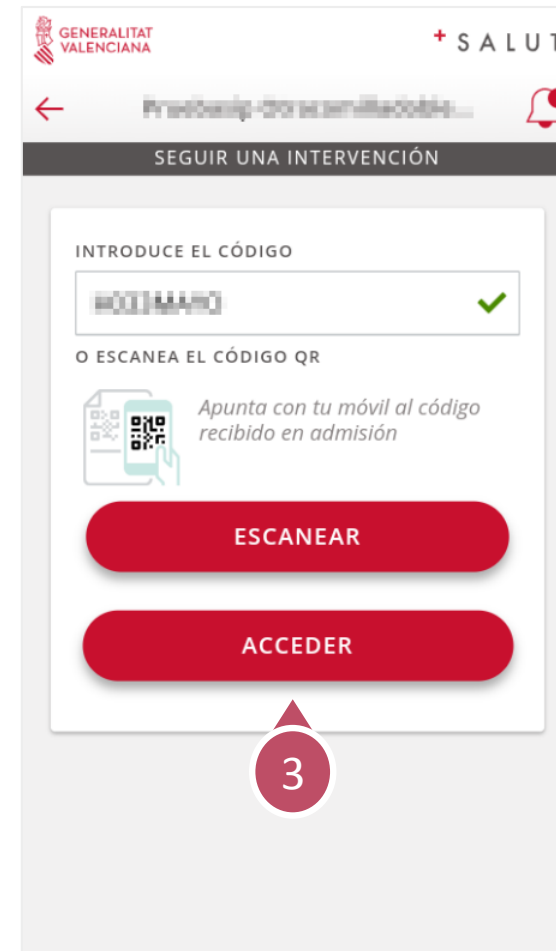 GENERALITAT
VALENCIANA
+ SALUT
SEGUIR UNA INTERVENCIÓN
INTRODUCE EL CÓDIGO
O ESCANEA EL CÓDIGO QR
Apunta con tu móvil al código
recibido en admisión
ESCANEAR
ACCEDER
3